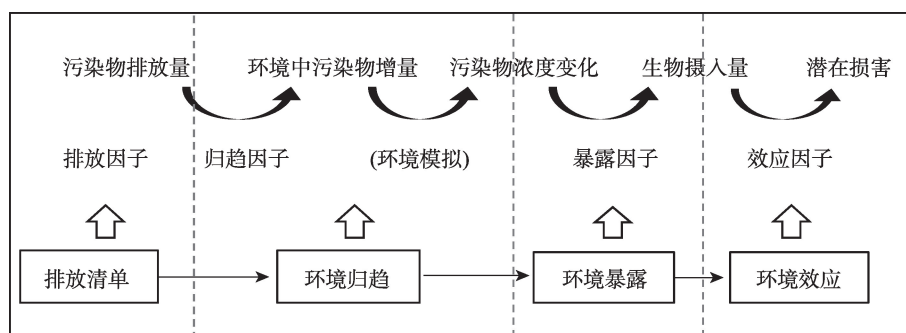 污染物排放量 环境中污染物增量 污染物浓度变化 生物摄入量 潜在损害
排放因子 归趋因子 (环境模拟) 暴露因子 效应因子
排放清单 环境归趋 环境暴露 环境效应